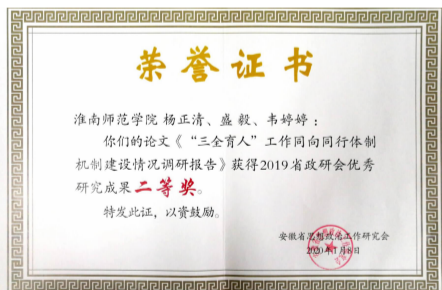 荣誉证书
淮南师范学院 杨正清、盛 毅、韦婷婷：
你们的论文《“三全育人”工作同向同行体制
机制建设情况调研报告》获得2019省政研会优秀
研究成果二等奖。
特发此证，以资鼓励。
安徽省思想政治工作研究会
2020年1月8日